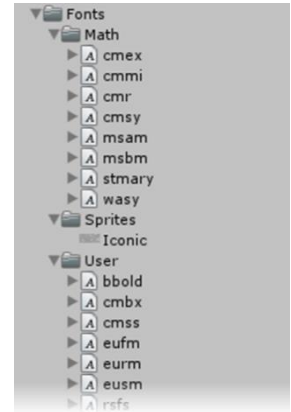 Fonts
Math
cmex
cmmi
cmr
cmsy
msam
msbm
stmary
wasy
Sprites
Iconic
User
bbold
cmbx
cmss
eufm
eurm
eusm
rsfs